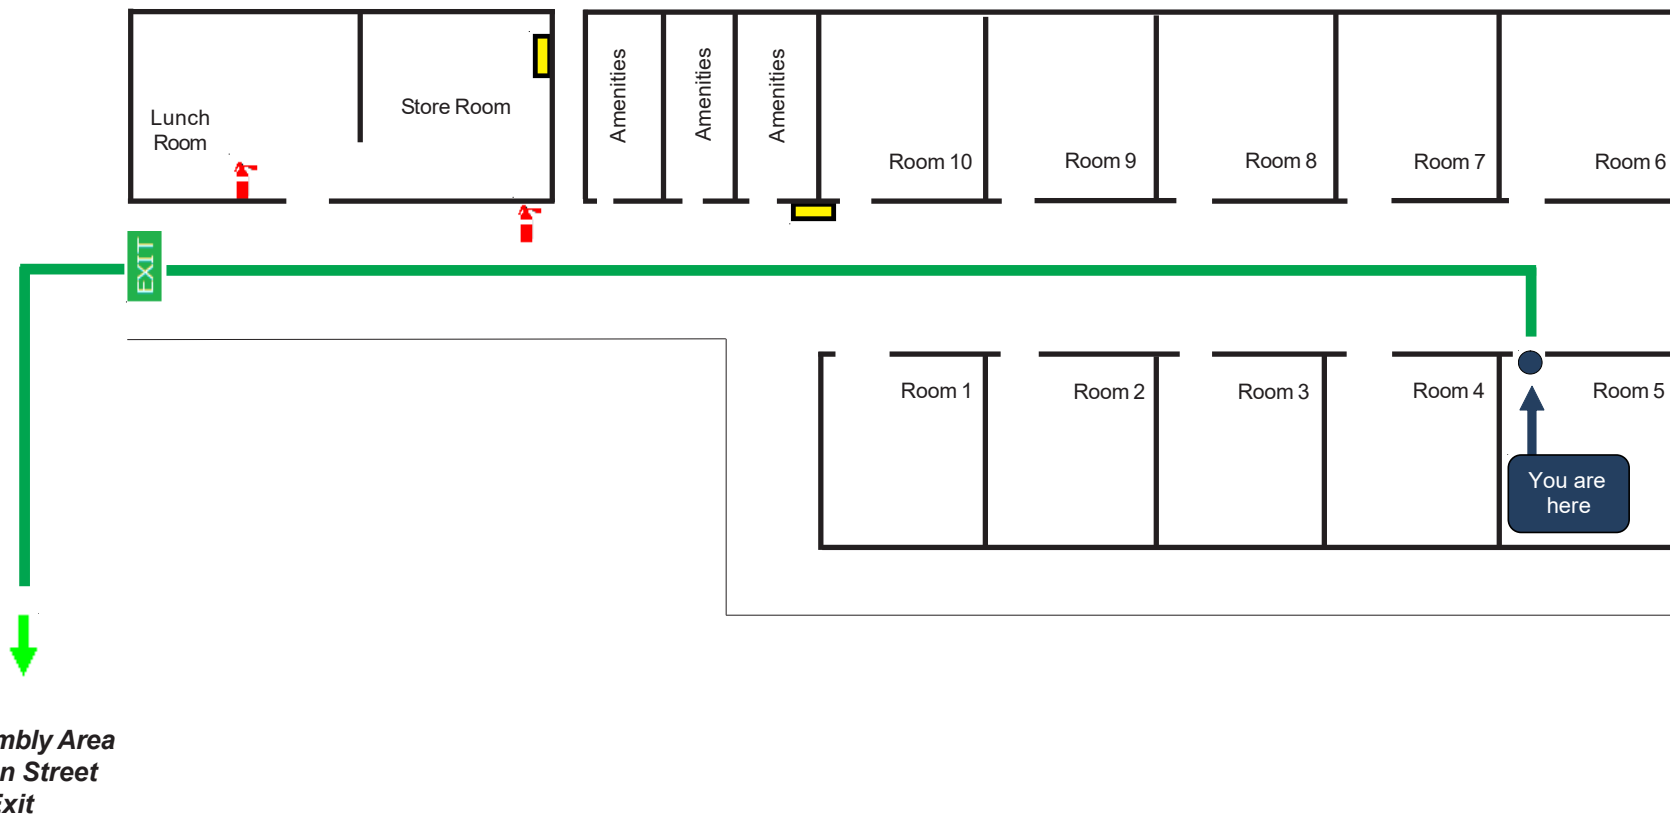 Lunch
Room
Store Room
Amenities
Amenities
Amenities
Room 10
Room 9
Room 8
Room 7
Room 6
EXIT
Room 1
Room 2
Room 3
Room 4
Room 5
You are
here
mbly Area
n Street
Exit